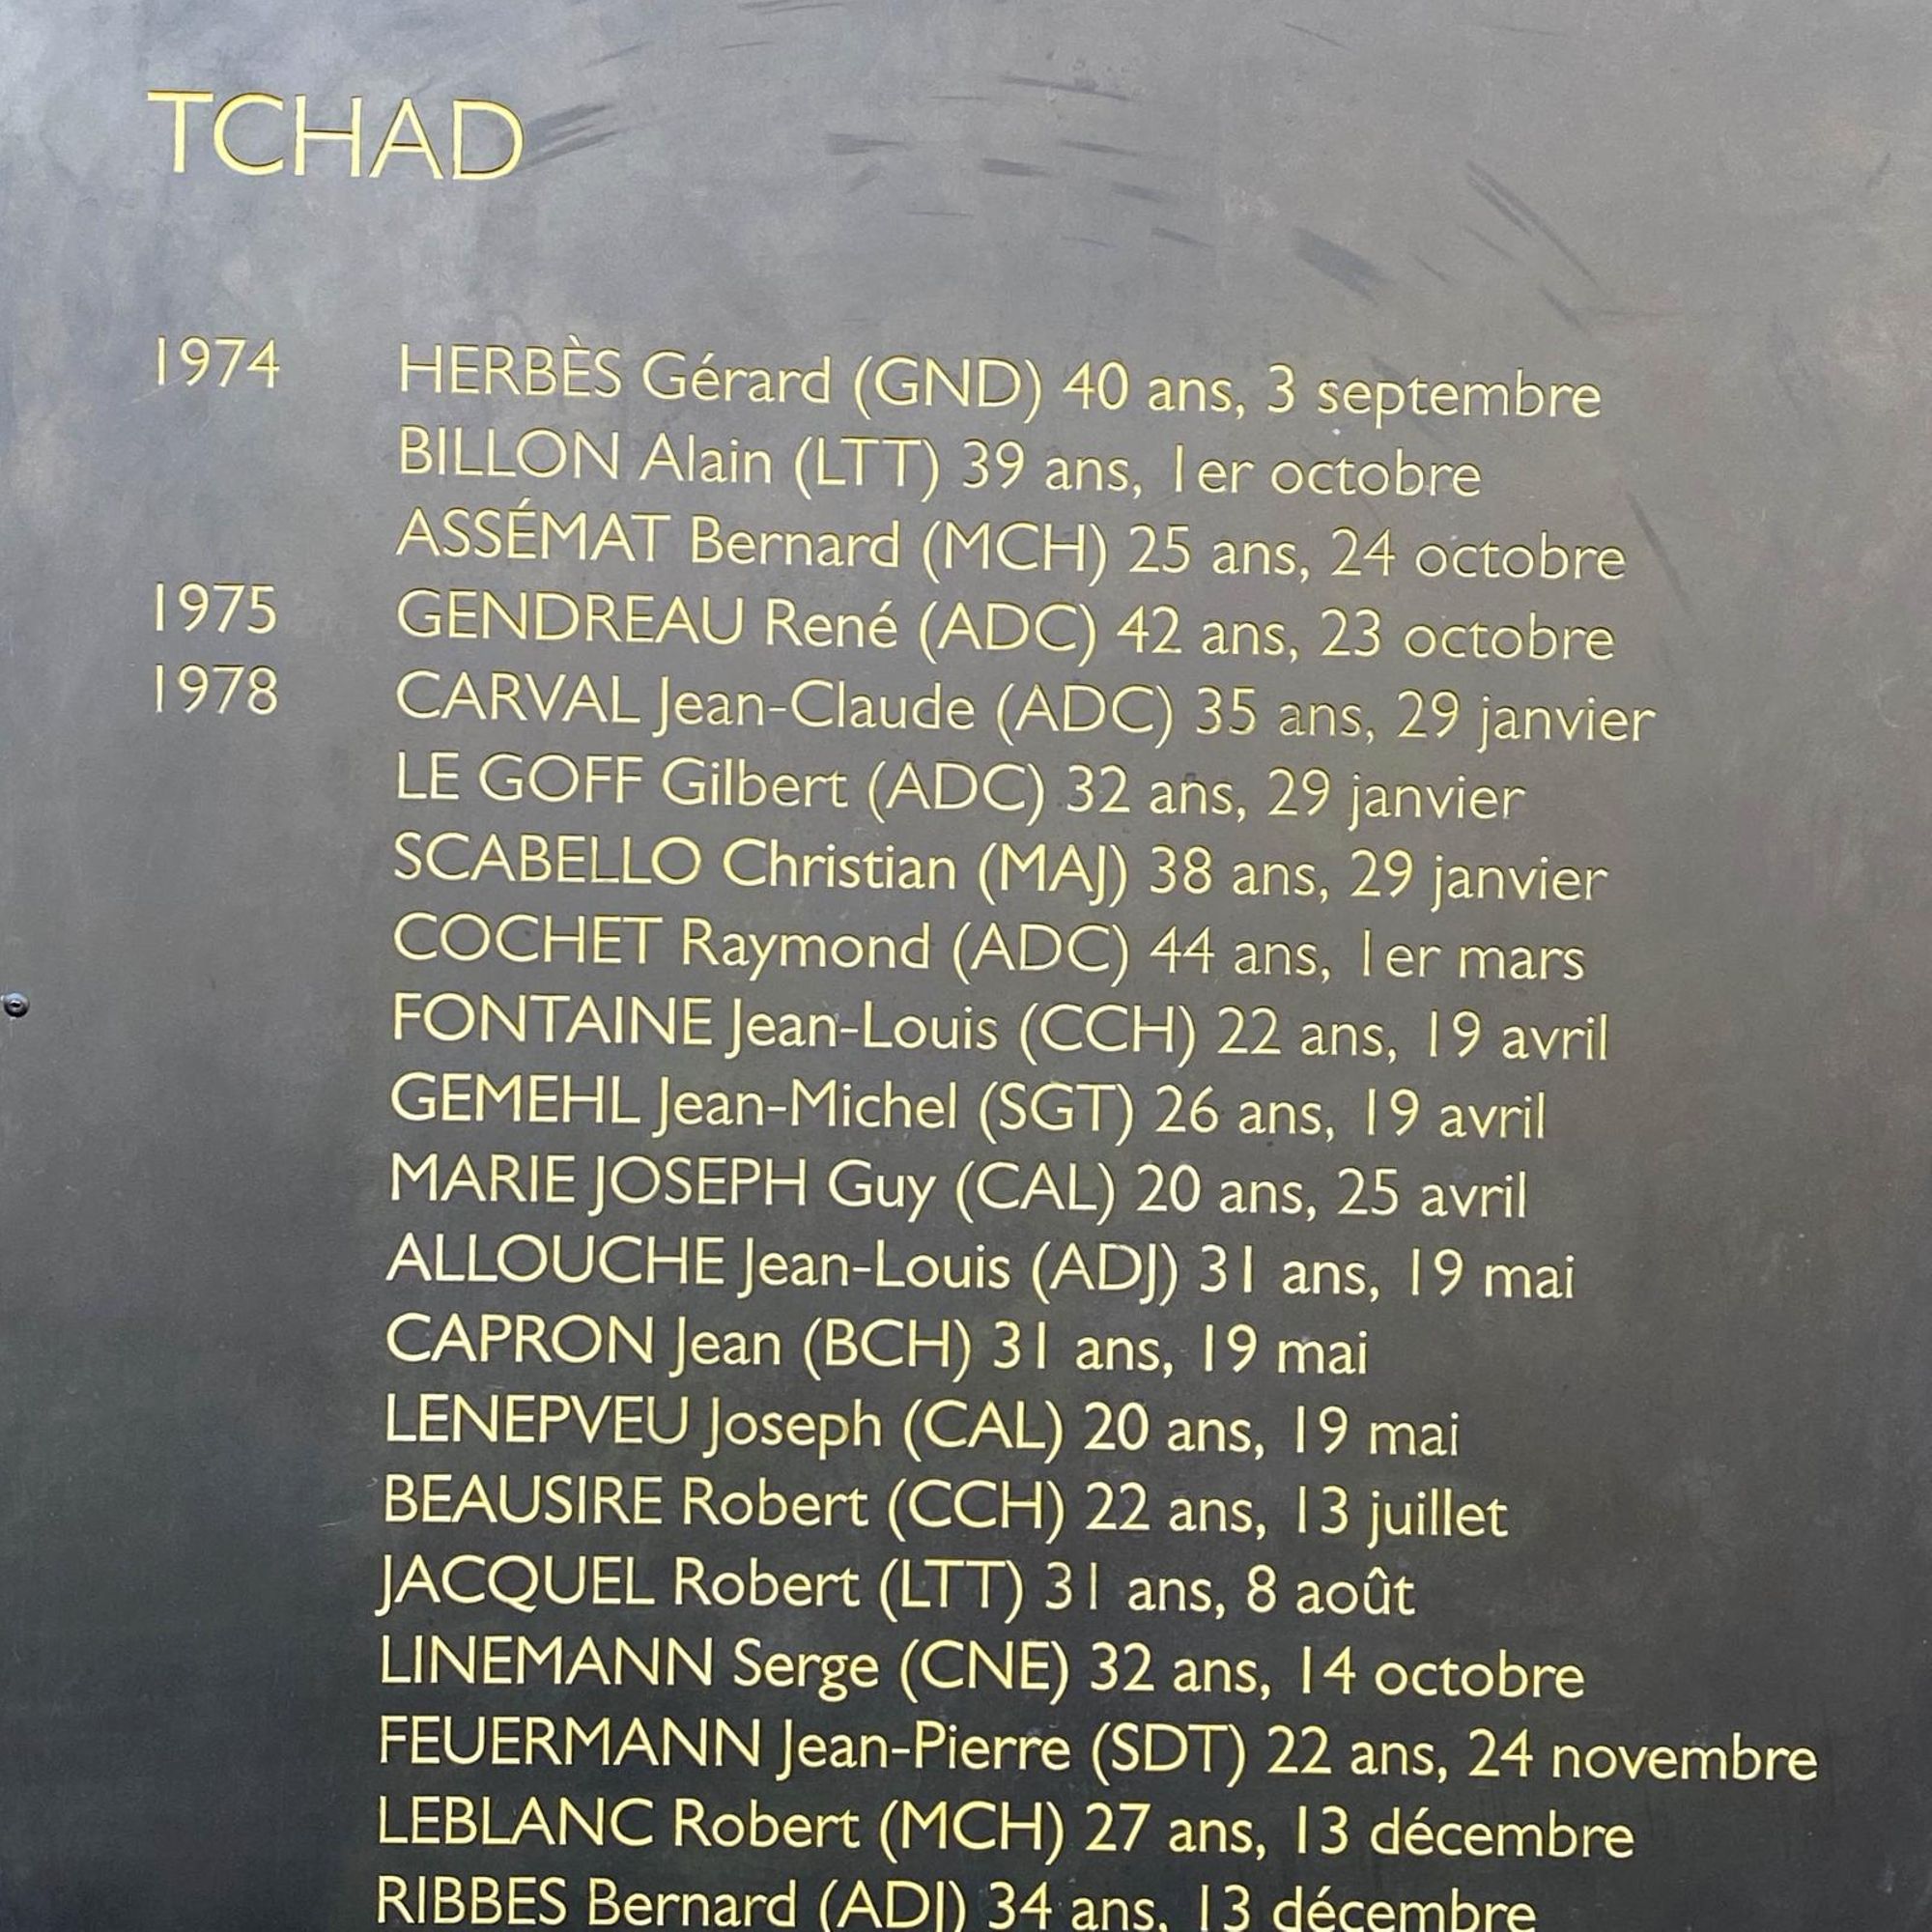 TCHAD
1974 HERBÈS Gérard (GND) 40 ans, 3 septembre
BILLON Alain (LTT) 39 ans, 1er octobre
ASSÉMAT Bernard (MCH) 25 ans, 24 octobre
1975 GENDREAU René (ADC) 42 ans, 23 octobre
1978 CARVAL Jean-Claude (ADC) 35 ans, 29 janvier
LE GOFF Gilbert (ADC) 32 ans, 29 janvier
SCABELLO Christian (MAJ) 38 ans, 29 janvier
COCHET Raymond (ADC) 44 ans, 1er mars
FONTAINE Jean-Louis (CCH) 22 ans, 19 avril
GEMEHL Jean-Michel (SGT) 26 ans, 19 avril
MARIE JOSEPH Guy (CAL) 20 ans, 25 avril
ALLOUCHE Jean-Louis (ADJ) 31 ans, 19 mai
CAPRON Jean (BCH) 31 ans, 19 mai
LENEPVEU Joseph (CAL) 20 ans, 19 mai
BEAUSIRE Robert (CCH) 22 ans, 13 juillet
JACQUEL Robert (LTT) 31 ans, 8 août
LINEMANN Serge (CNE) 32 ans, 14 octobre
FEUERMANN Jean-Pierre (SDT) 22 ans, 24 novembre
LEBLANC Robert (MCH) 27 ans, 13 décembre
RIBBES Bernard (ADJ) 34 ans, 13 décembre